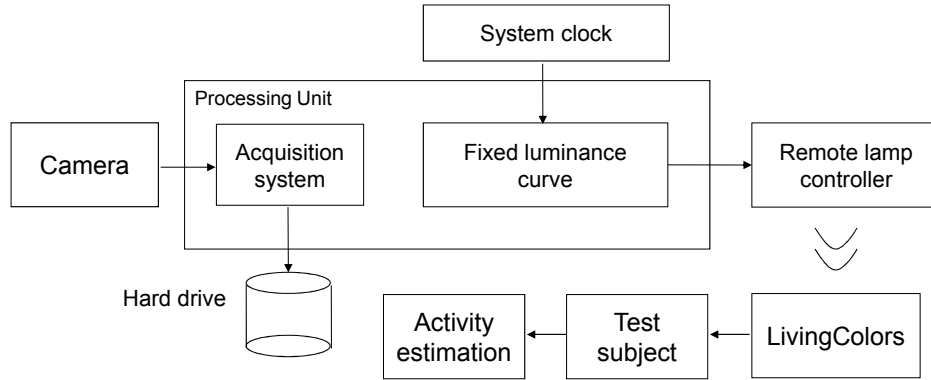 System clock
Processing Unit
Camera
Acquisition
system
Fixed luminance
curve
Remote lamp
controller
Hard drive
Activity
estimation
Test
subject
LivingColors